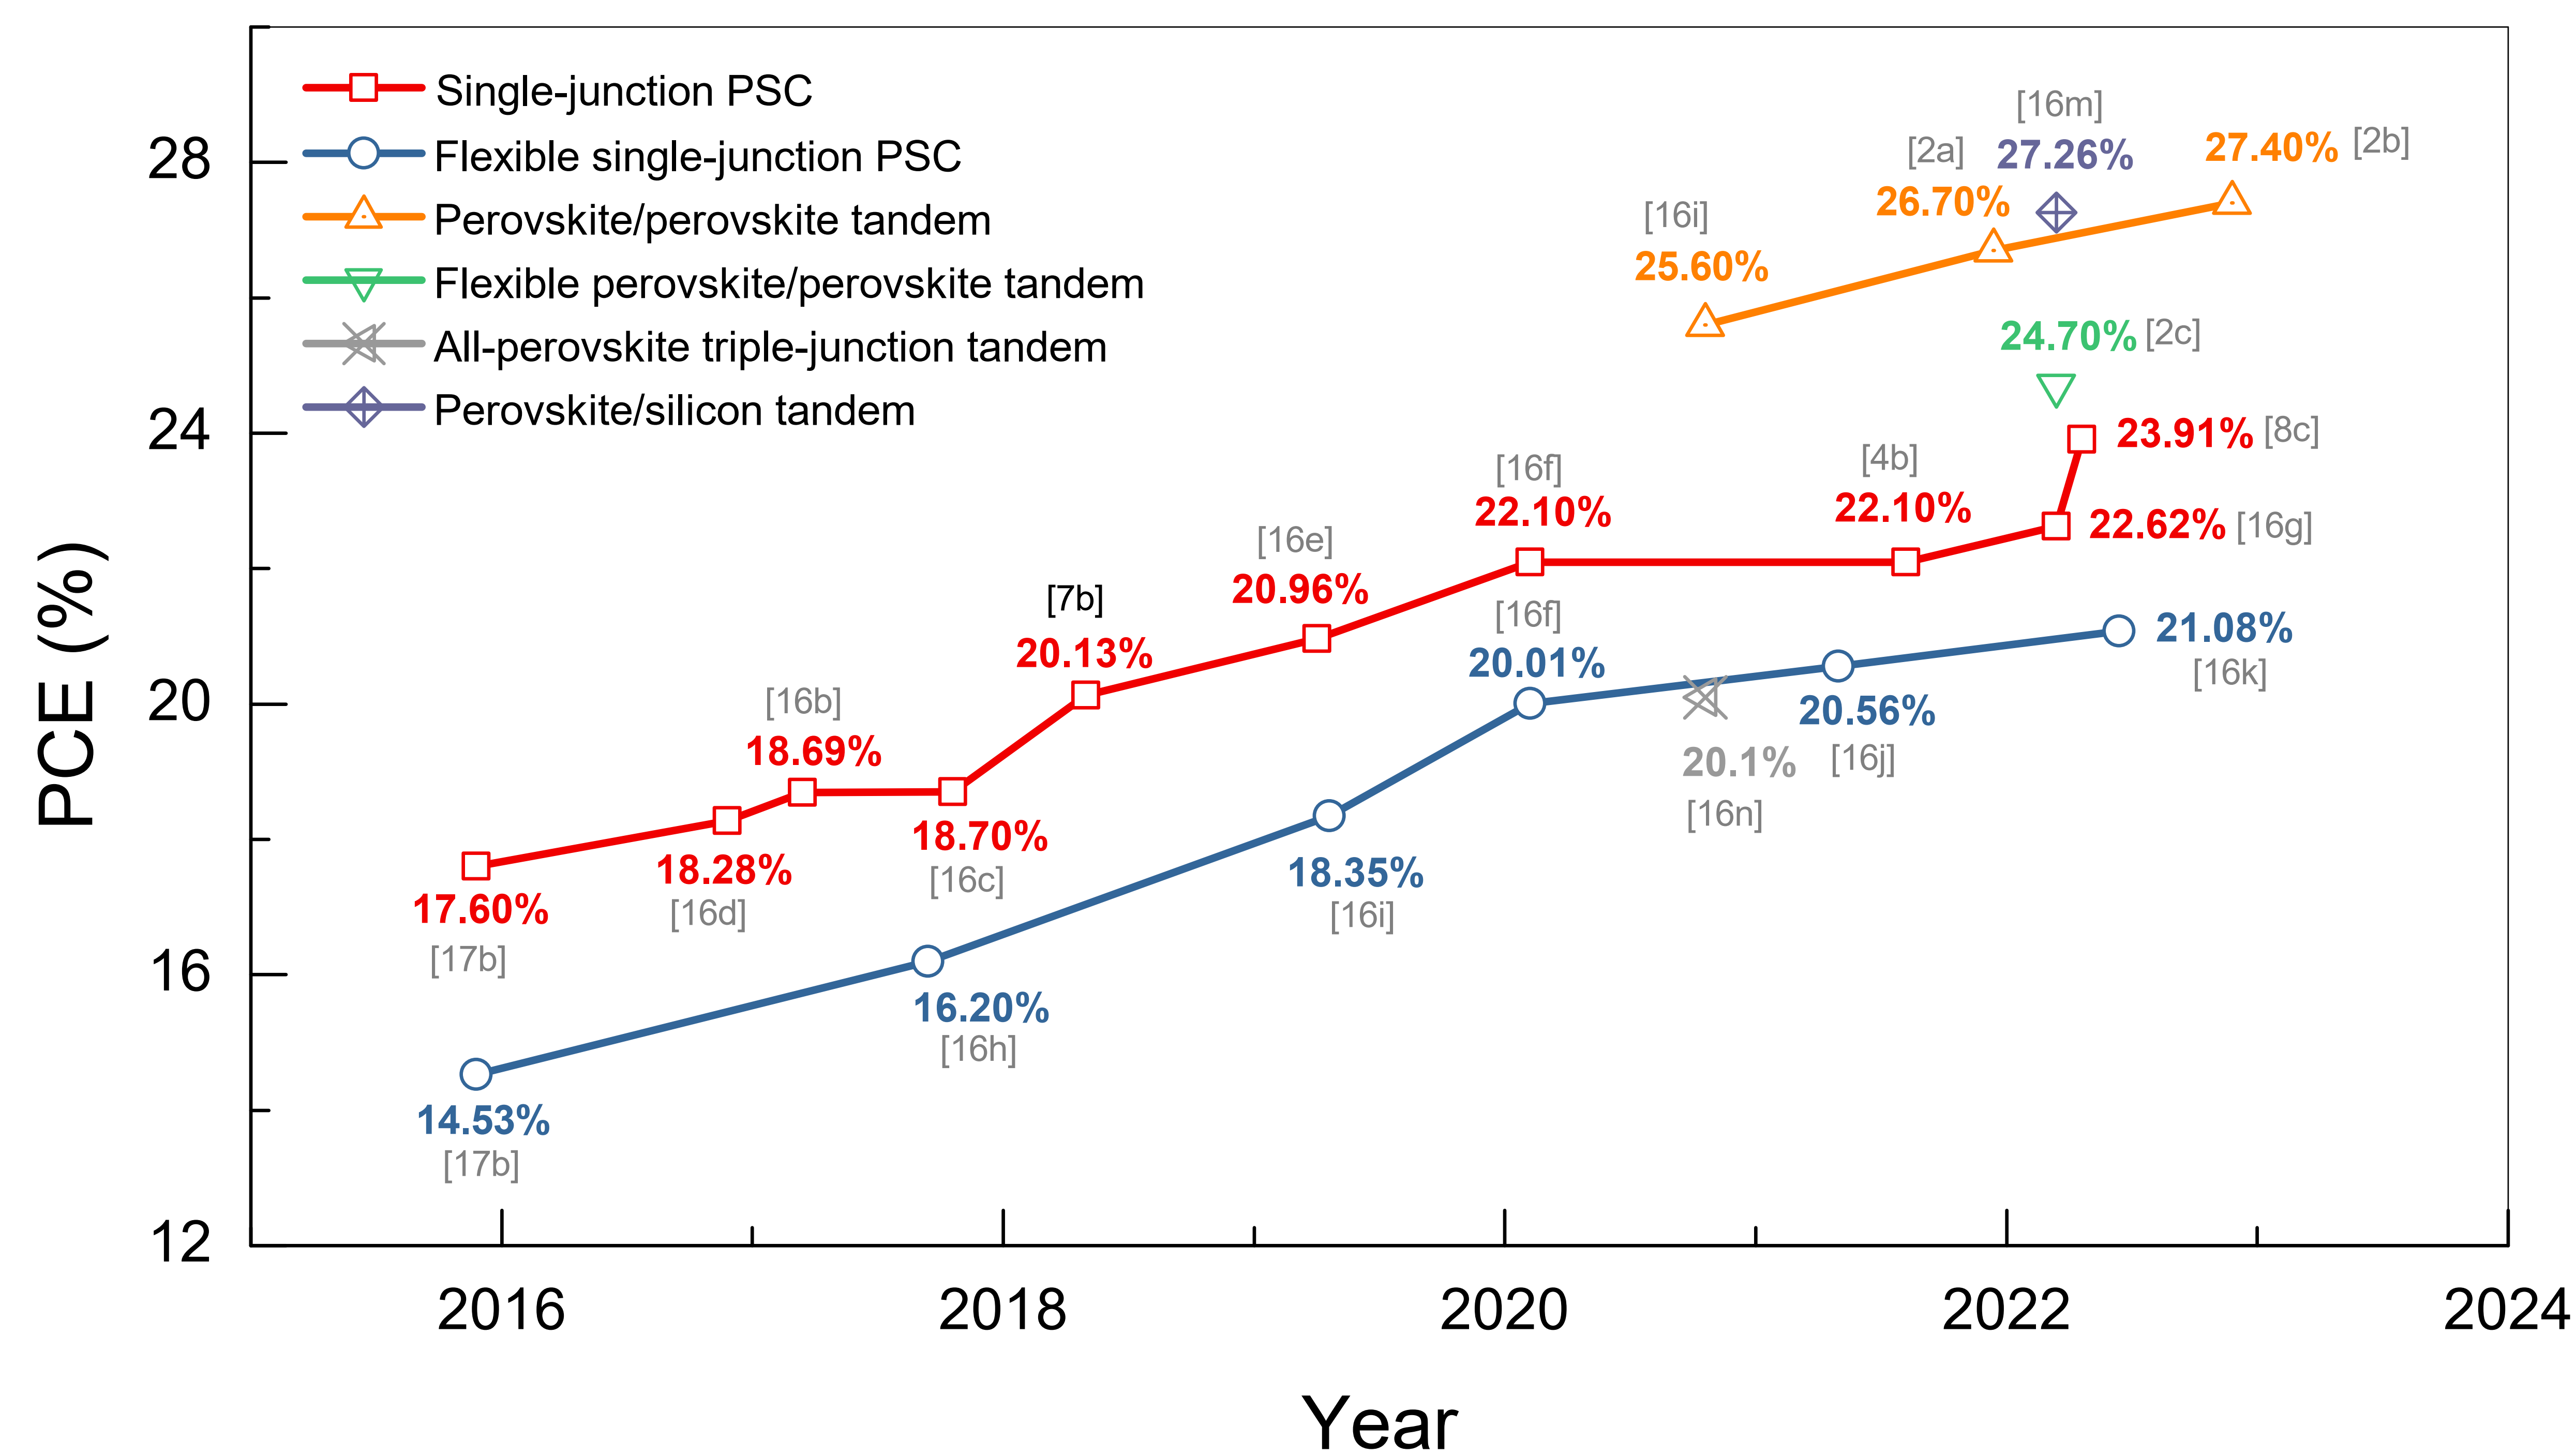 Single-junction PSC
Flexible single-junction PSC
Perovskite/perovskite tandem
Flexible perovskite/perovskite tandem
All-perovskite triple-junction tandem
Perovskite/silicon tandem
PCE (%)
28
24
20
16
12
[16i]
25.60%
[2a]
26.70%
[16m]
27.26%
27.40% [2b]
24.70% [2c]
23.91% [8c]
22.62% [16g]
[4b]
22.10%
[16f]
22.10%
[16e]
20.96%
[7b]
20.13%
[16b]
18.69%
18.70%
[16c]
18.28%
[16d]
17.60%
[17b]
14.53%
[17b]
16.20%
[16h]
18.35%
[16i]
[16f]
20.01%
20.1%
[16n]
20.56%
[16j]
21.08%
[16k]
2016
2018
2020
2022
2024
Year